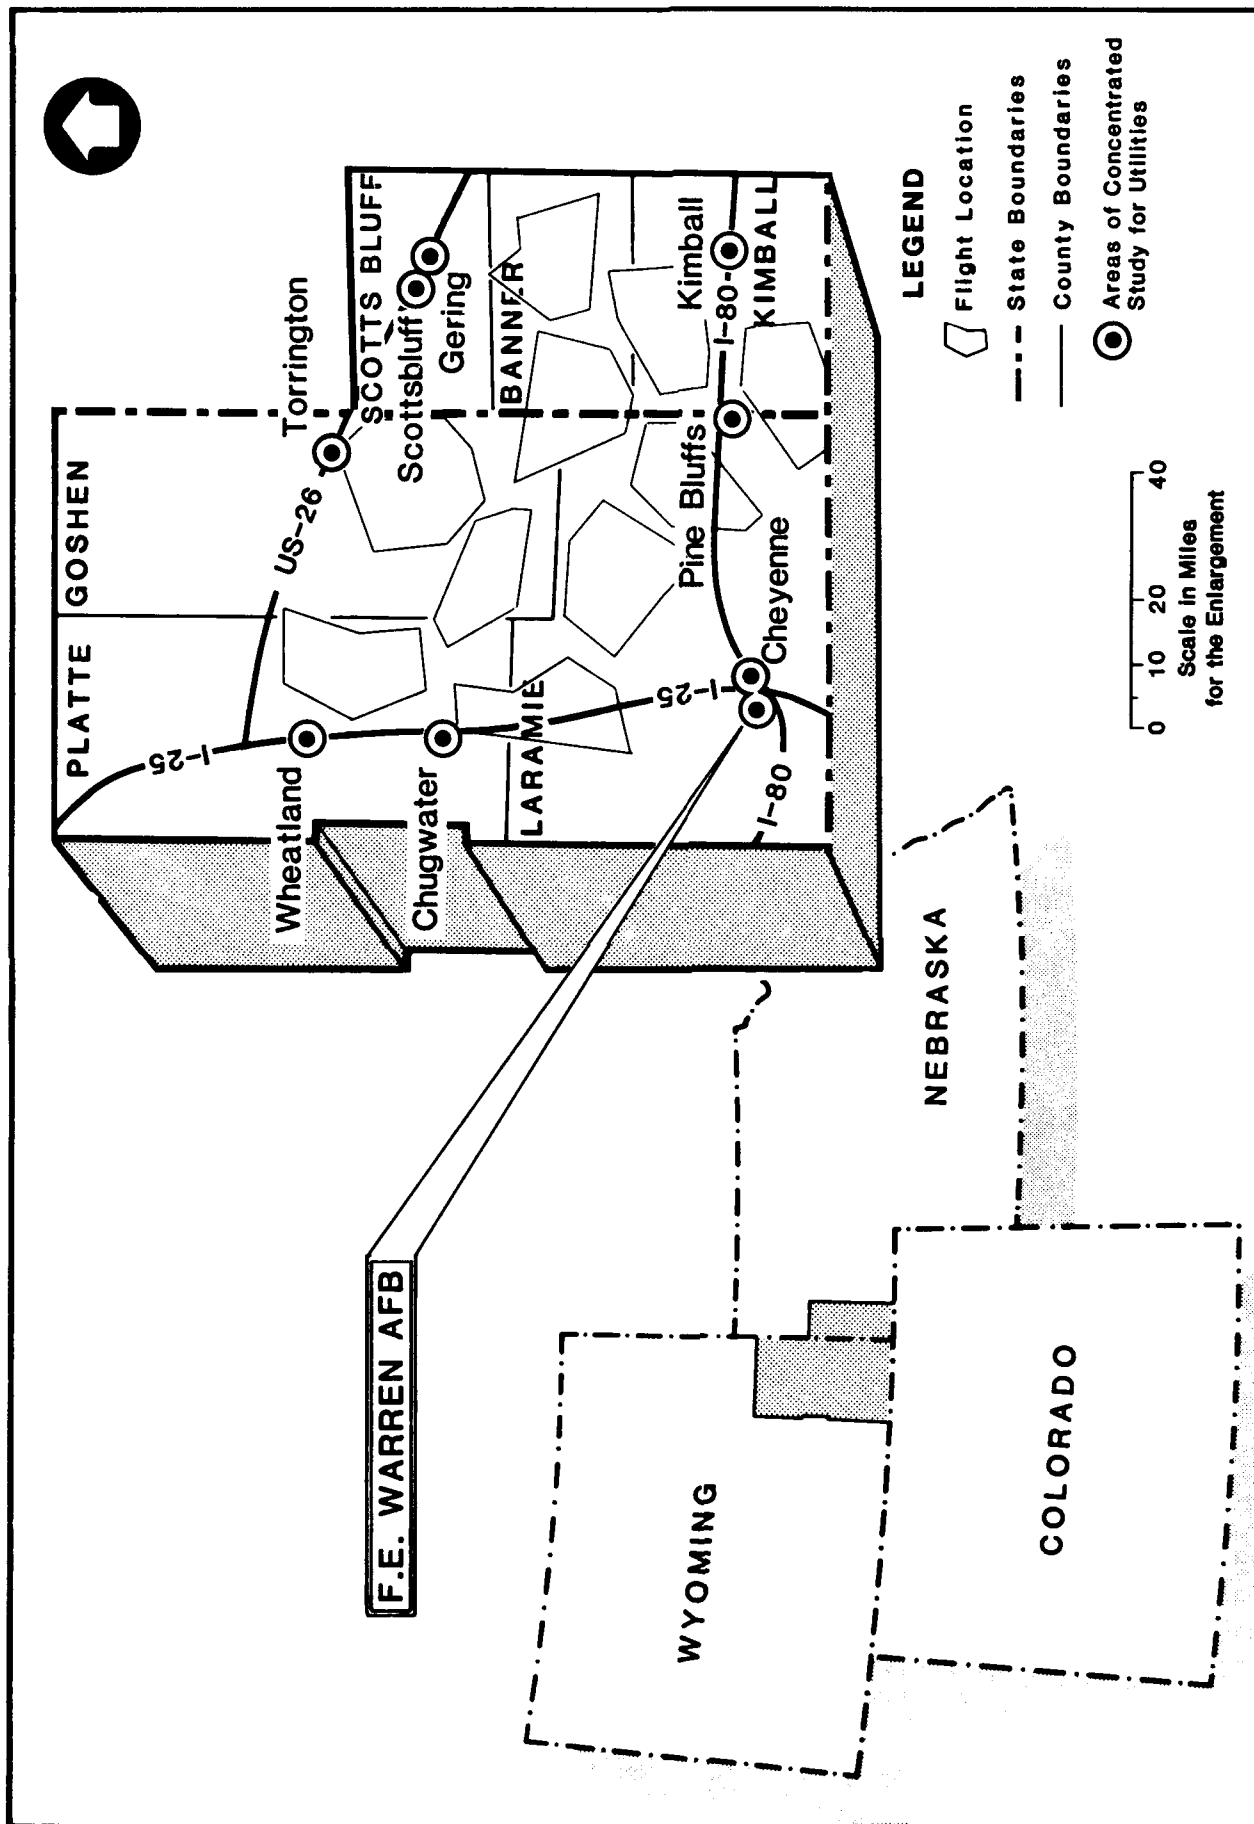 PLATTE
GOSHEN
I-25
US-26
Torrington
SCOTTS BLUFF
Scottsbluff
Gering
Wheatland
Chugwater
BANNER
LARAMIE
I-25
Cheyenne
Pine Bluffs
Kimball
I-80
KIMBALL
I-80
F.E. WARREN AFB
WYOMING
NEBRASKA
COLORADO
LEGEND
Flight Location
State Boundaries
County Boundaries
Areas of Concentrated
Study for Utilities
0 10 20 40
Scale in Miles
for the Enlargement